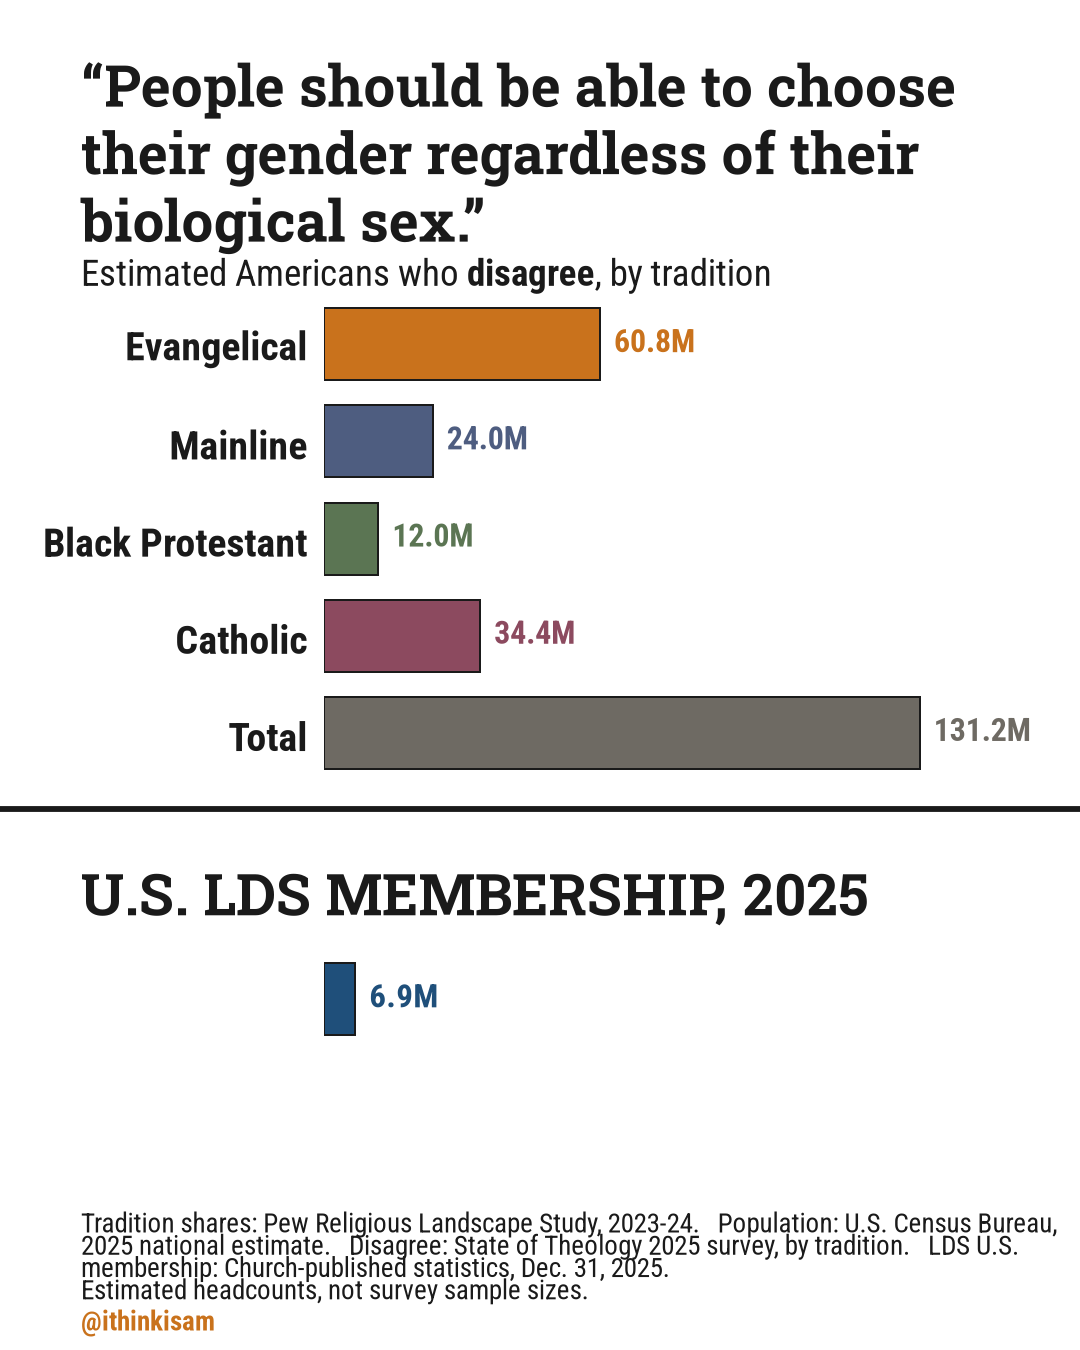 “People should be able to choose
their gender regardless of their
biological sex.”
Estimated Americans who disagree, by tradition
Evangelical 60.8M
Mainline 24.0M
Black Protestant 12.0M
Catholic 34.4M
Total 131.2M
U.S. LDS MEMBERSHIP, 2025
6.9M
Tradition shares: Pew Religious Landscape Study, 2023-24. Population: U.S. Census Bureau,
2025 national estimate. Disagree: State of Theology 2025 survey, by tradition. LDS U.S.
membership: Church-published statistics, Dec. 31, 2025.
Estimated headcounts, not survey sample sizes.
@ithinkisam